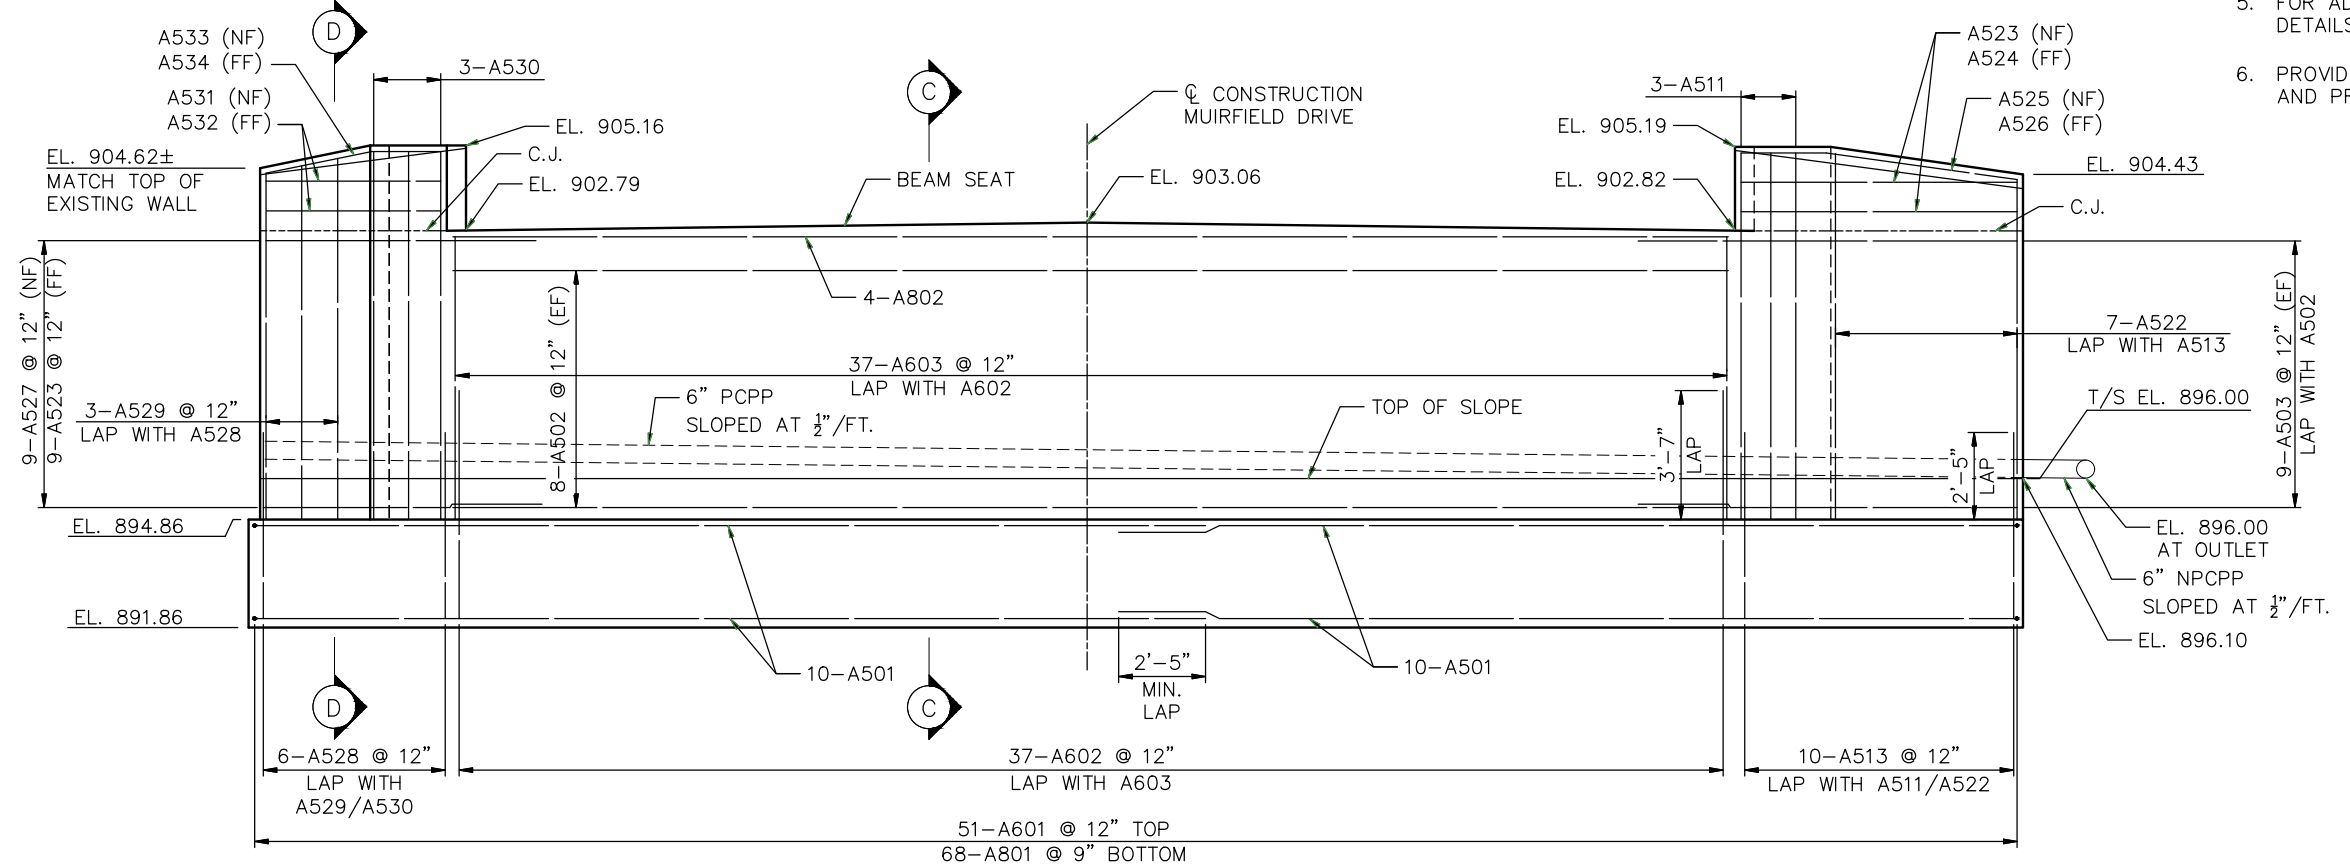 5. FOR AD
DETAILS
6. PROVID
AND PR
D
A533 (NF)
A534 (FF)
A531 (NF)
A532 (FF)
3-A530
C
℄ CONSTRUCTION
MUIRFIELD DRIVE
3-A511
A523 (NF)
A524 (FF)
A525 (NF)
A526 (FF)
EL. 904.62±
MATCH TOP OF
EXISTING WALL
EL. 905.16
C.J.
EL. 902.79
BEAM SEAT
EL. 903.06
EL. 905.19
EL. 902.82
EL. 904.43
C.J.
4-A802
9-A527 @ 12" (NF)
9-A523 @ 12" (FF)
8-A502 @ 12" (EF)
37-A603 @ 12"
LAP WITH A602
7-A522
LAP WITH A513
9-A503 @ 12" (EF)
LAP WITH A502
3-A529 @ 12"
LAP WITH A528
6" PCPP
SLOPED AT ½"/FT.
TOP OF SLOPE
T/S EL. 896.00
3'-7"
LAP
2'-5"
LAP
EL. 894.86
EL. 896.00
AT OUTLET
6" NPCPP
SLOPED AT ½"/FT.
EL. 896.10
EL. 891.86
10-A501
2'-5"
MIN.
LAP
10-A501
D
C
6-A528 @ 12"
LAP WITH
A529/A530
37-A602 @ 12"
LAP WITH A603
10-A513 @ 12"
LAP WITH A511/A522
51-A601 @ 12" TOP
68-A801 @ 9" BOTTOM